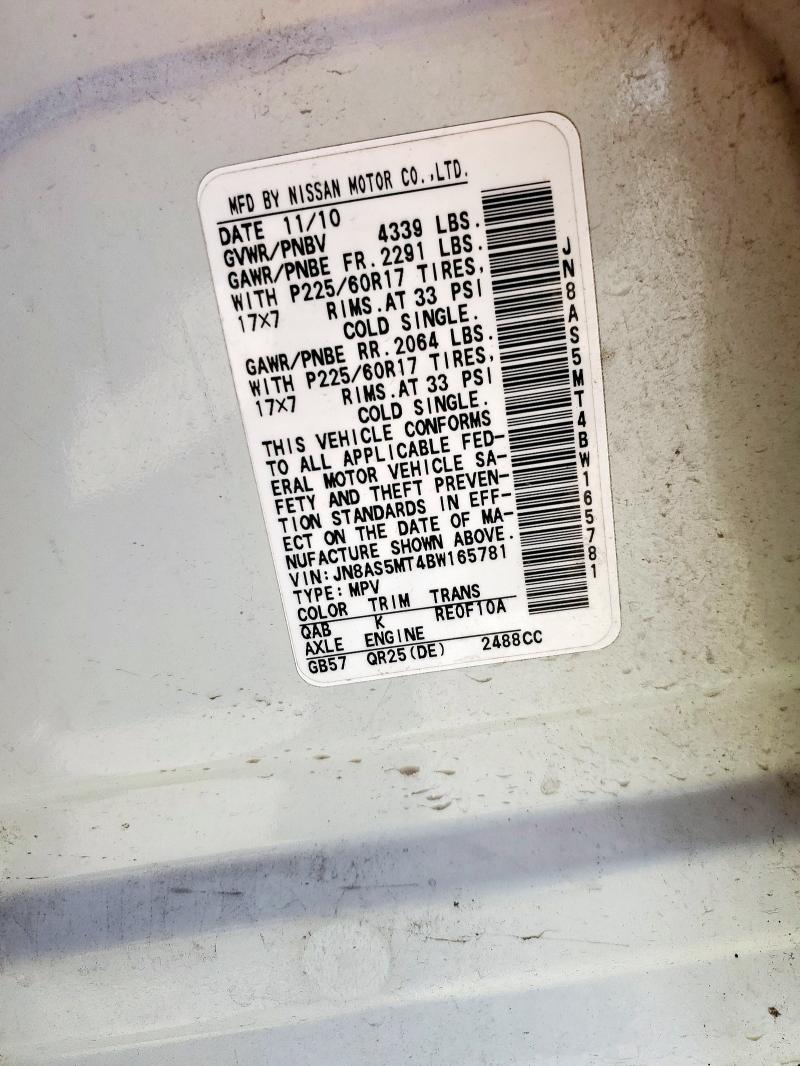 MFD BY NISSAN MOTOR CO.,LTD.
DATE 11/10
GVWR/PNBV 4339 LBS.
GAWR/PNBE FR.2291 LBS.
WITH P225/60R17 TIRES,
17X7 RIMS.AT 33 PSI
COLD SINGLE.
GAWR/PNBE RR.2064 LBS.
WITH P225/60R17 TIRES,
17X7 RIMS.AT 33 PSI
COLD SINGLE.
THIS VEHICLE CONFORMS
TO ALL APPLICABLE FED-
ERAL MOTOR VEHICLE SA-
FETY AND THEFT PREVEN-
TION STANDARDS IN EFF-
ECT ON THE DATE OF MA-
NUFACTURE SHOWN ABOVE.
VIN:JN8AS5MT4BW165781
TYPE:MPV
COLOR TRIM TRANS
QAB K RE0F10A
AXLE ENGINE
GB57 QR25(DE) 2488CC
JN8AS5MT4BW165781